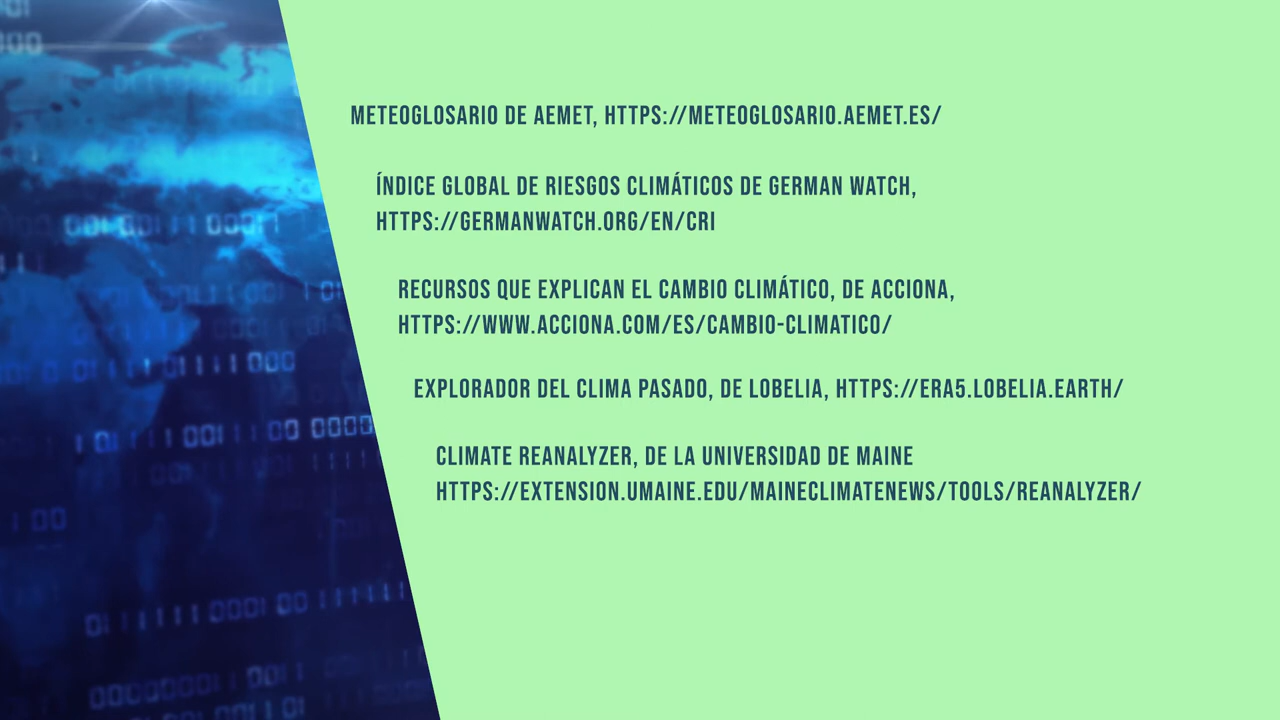 METEOGLOSARIO DE AEMET, HTTPS://METEOGLOSARIO.AEMET.ES/
ÍNDICE GLOBAL DE RIESGOS CLIMÁTICOS DE GERMAN WATCH,
HTTPS://GERMANWATCH.ORG/EN/CRI
RECURSOS QUE EXPLICAN EL CAMBIO CLIMÁTICO, DE ACCIONA,
HTTPS://WWW.ACCIONA.COM/ES/CAMBIO-CLIMATICO/
EXPLORADOR DEL CLIMA PASADO, DE LOBELIA, HTTPS://ERA5.LOBELIA.EARTH/
CLIMATE REANALYZER, DE LA UNIVERSIDAD DE MAINE
HTTPS://EXTENSION.UMAINE.EDU/MAINECLIMATENEWS/TOOLS/REANALYZER/